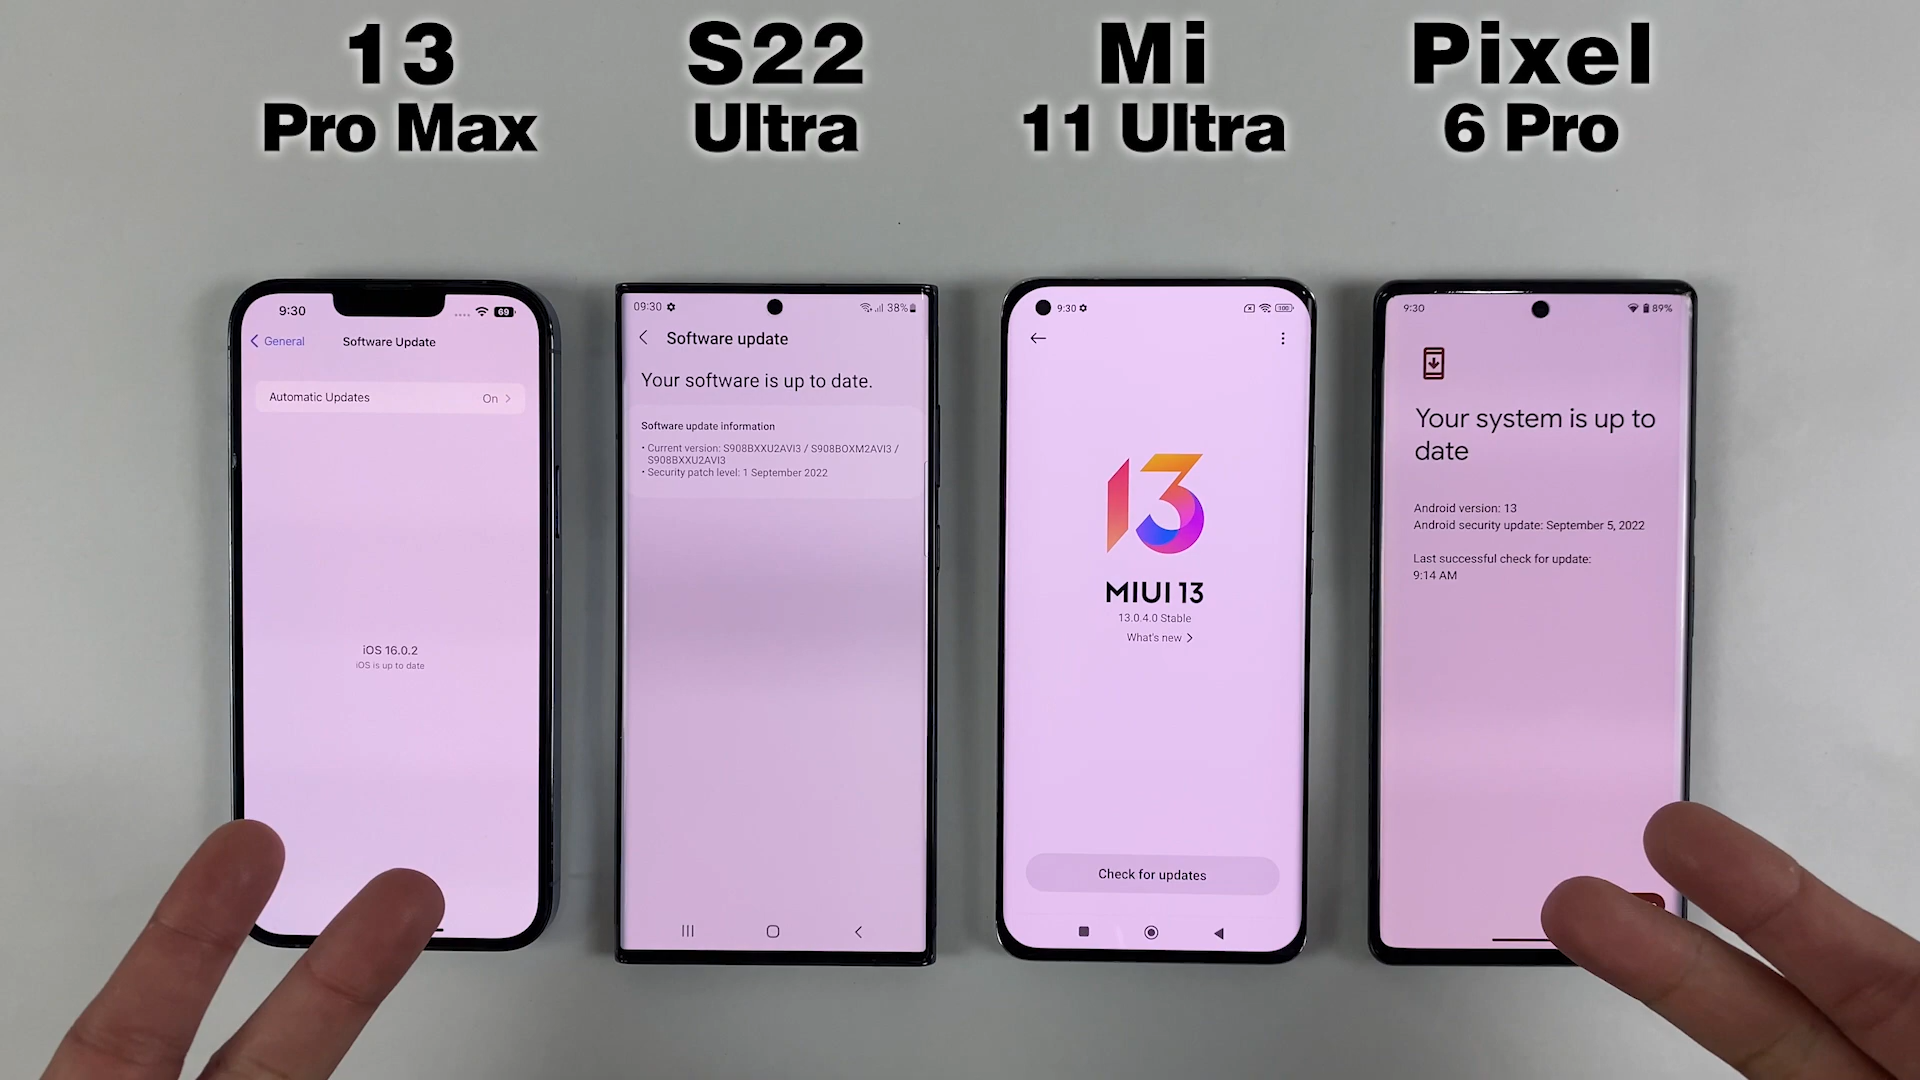 13
Pro Max
S22
Ultra
Mi
11 Ultra
Pixel
6 Pro
9:30
69
General
Software Update
Automatic Updates
On
iOS 16.0.2
iOS is up to date
09:30
38%
Software update
Your software is up to date.
Software update information
• Current version: S908BXXU2AVI3 / S908BOXM2AVI3 /
S908BXXU2AVI3
• Security patch level: 1 September 2022
9:30
100
13
MIUI 13
13.0.4.0 Stable
What's new
Check for updates
9:30
89%
Your system is up to
date
Android version: 13
Android security update: September 5, 2022
Last successful check for update:
9:14 AM